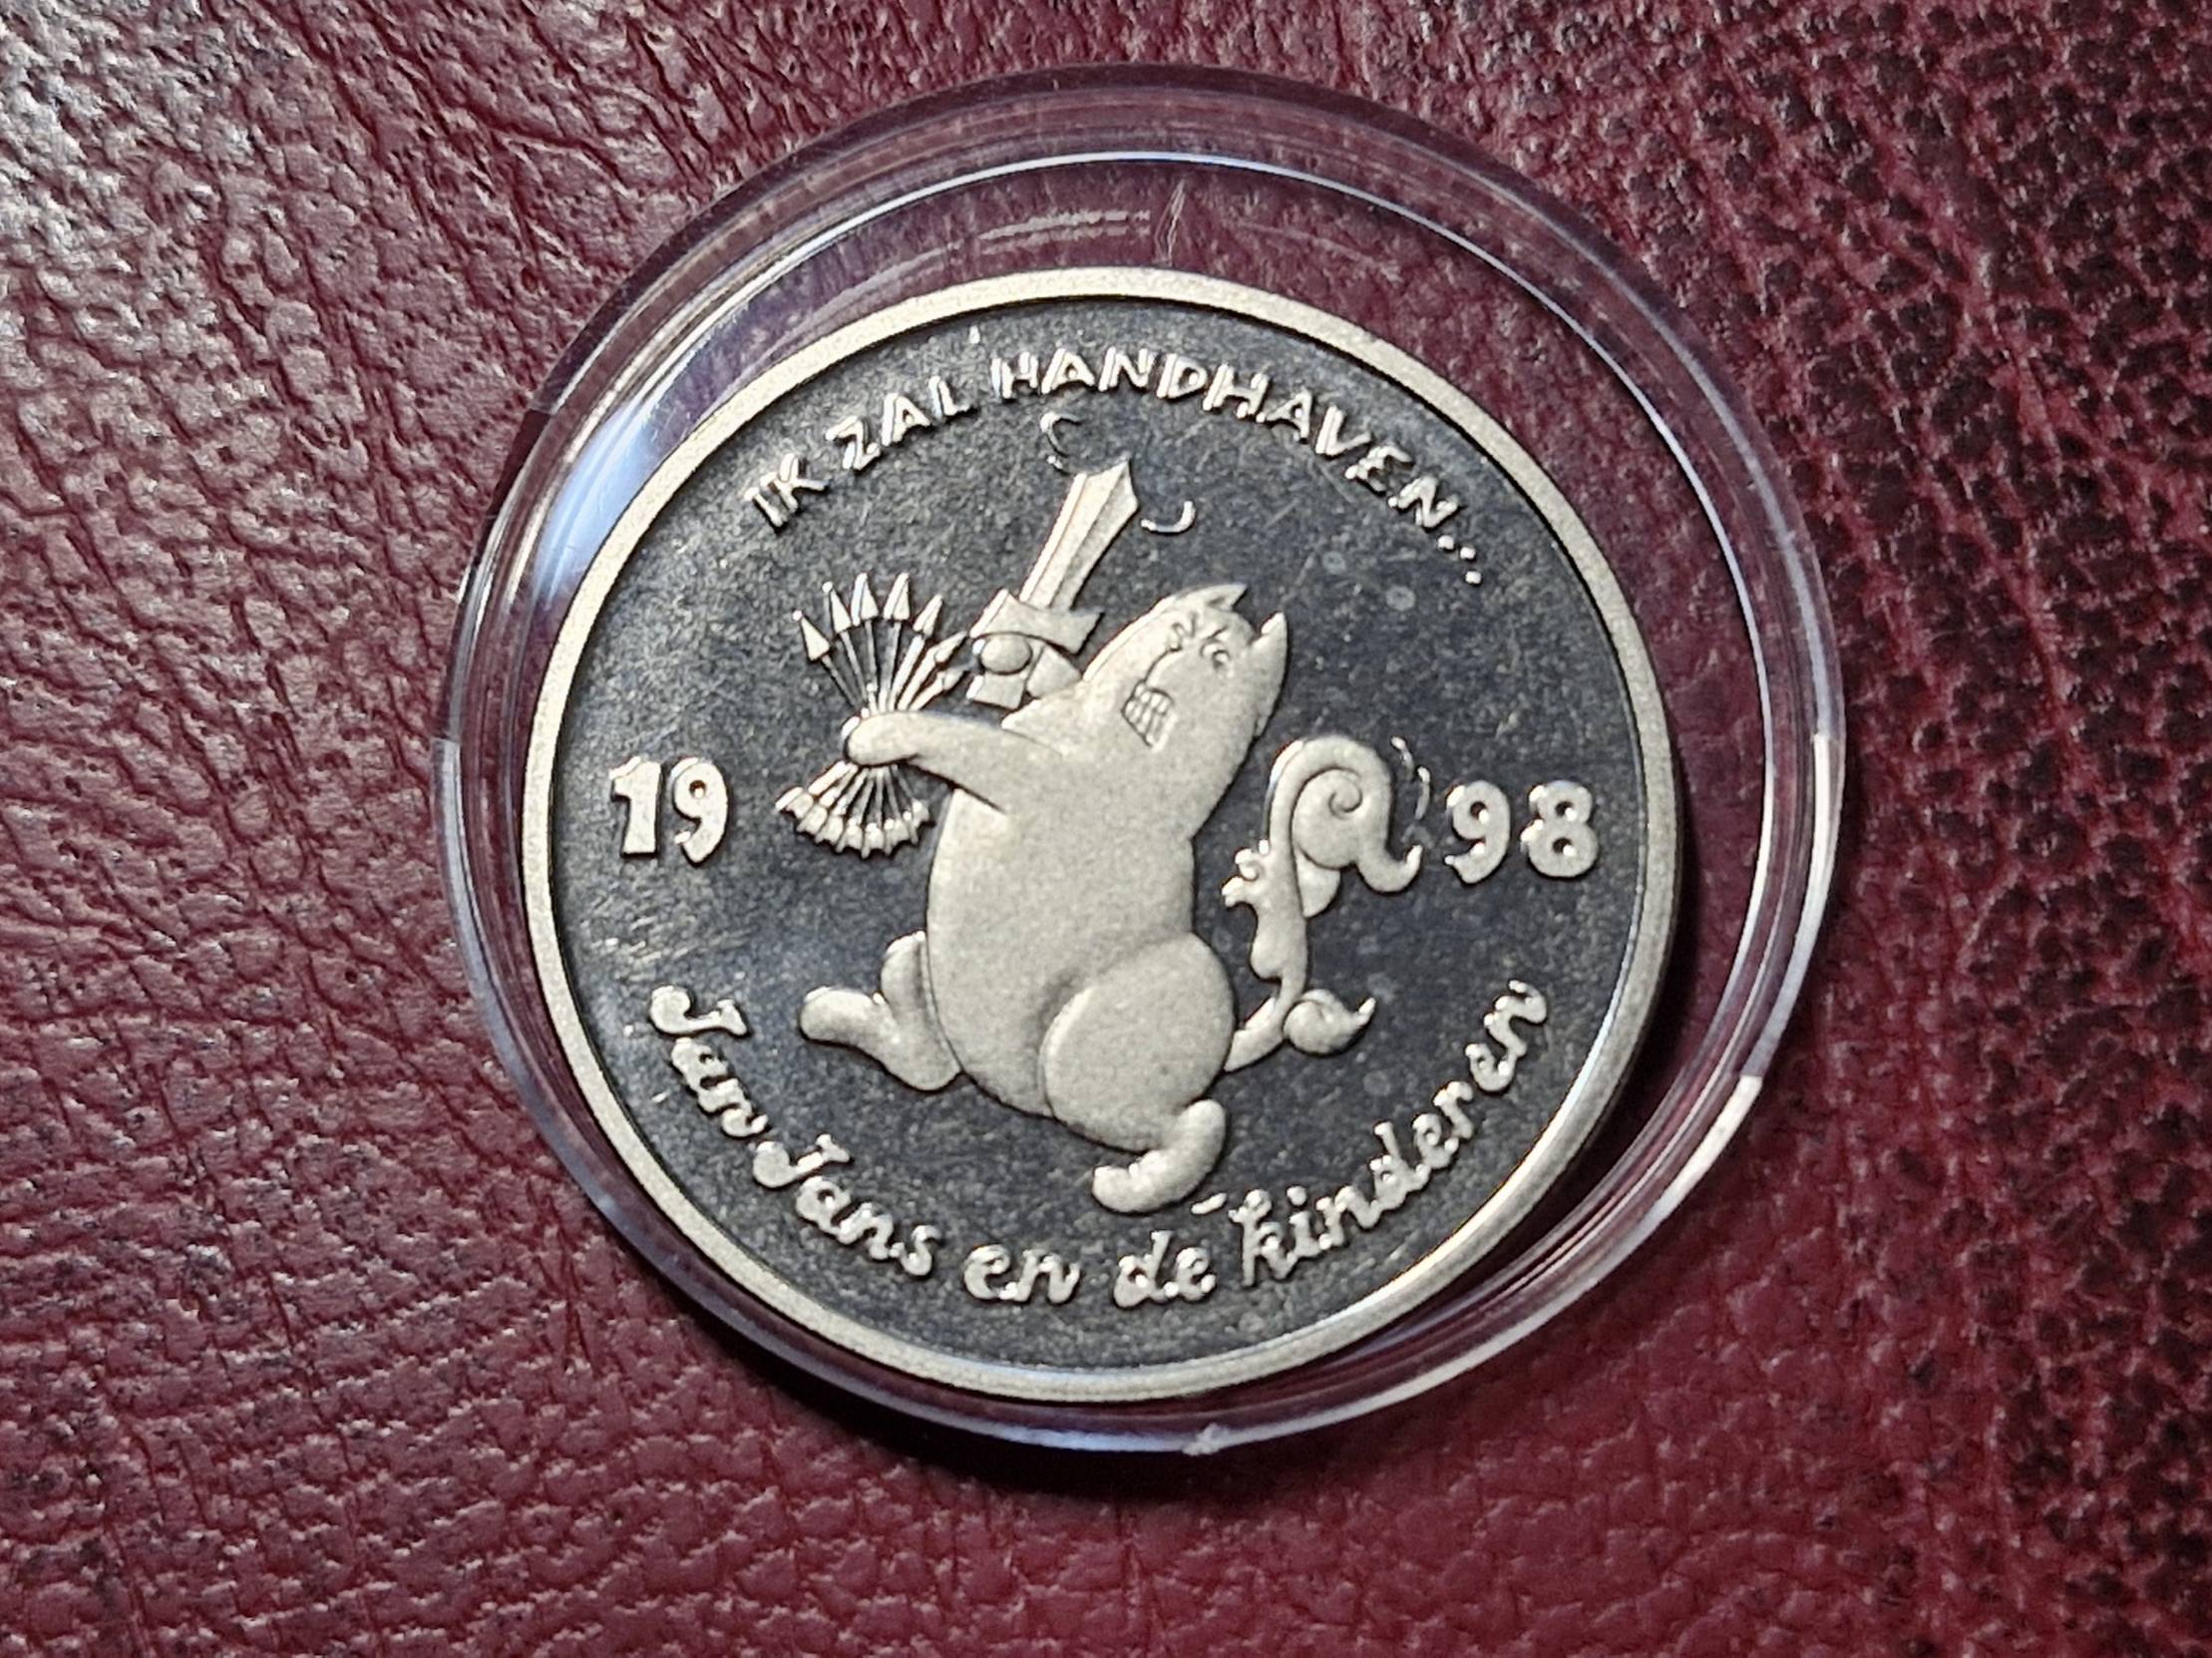 IK ZAL HANDHAVEN...
19 98
Jan Jans en de kinderen